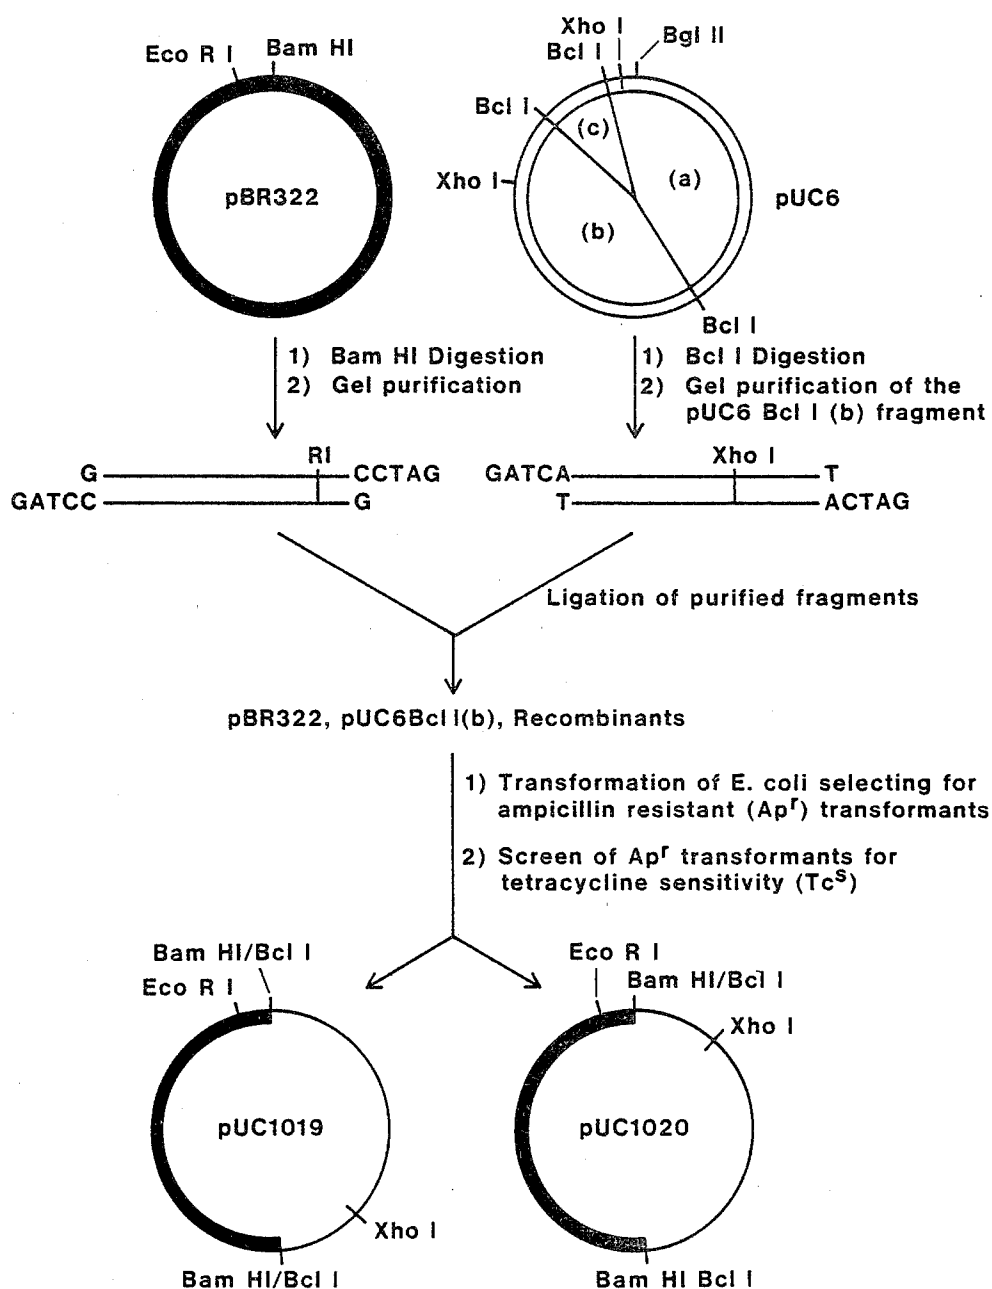 Eco R I
Bam HI
pBR322
Xho I
Bcl I
Bgl II
Bcl I
Xho I
(c)
(a)
(b)
pUC6
Bcl I
1) Bam HI Digestion
2) Gel purification
1) Bcl I Digestion
2) Gel purification of the
pUC6 Bcl I (b) fragment
RI
G CCTAG
GATCC G
Xho I
GATCA T
T ACTAG
Ligation of purified fragments
pBR322, pUC6Bcl I(b), Recombinants
1) Transformation of E. coli selecting for
ampicillin resistant (Apʳ) transformants
2) Screen of Apʳ transformants for
tetracycline sensitivity (Tcˢ)
Bam HI/Bcl I
Eco R I
pUC1019
Xho I
Bam HI/Bcl I
Eco R I
Bam HI/Bcl I
Xho I
pUC1020
Bam HI Bcl I